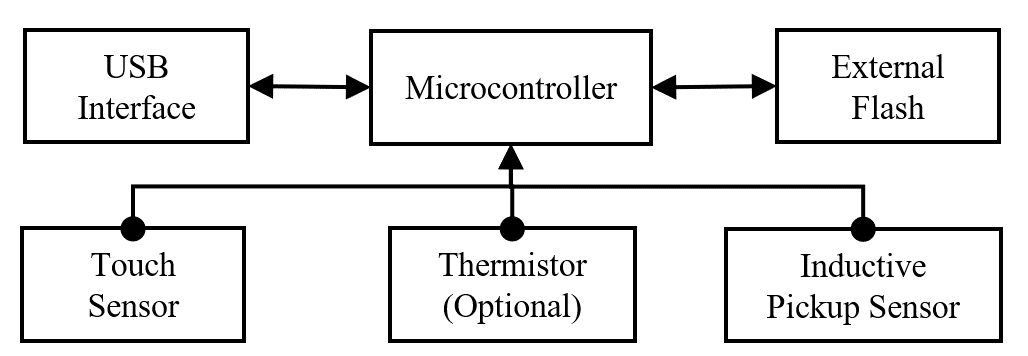 USB
Interface
Microcontroller
External
Flash
Touch
Sensor
Thermistor
(Optional)
Inductive
Pickup Sensor